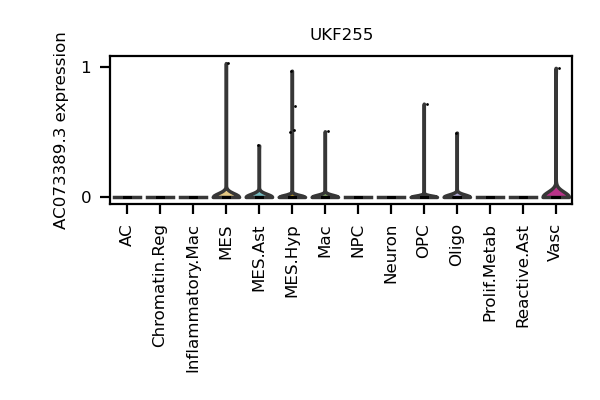 UKF255
AC073389.3 expression
1
0
AC
Chromatin.Reg
Inflammatory.Mac
MES
MES.Ast
MES.Hyp
Mac
NPC
Neuron
OPC
Oligo
Prolif.Metab
Reactive.Ast
Vasc